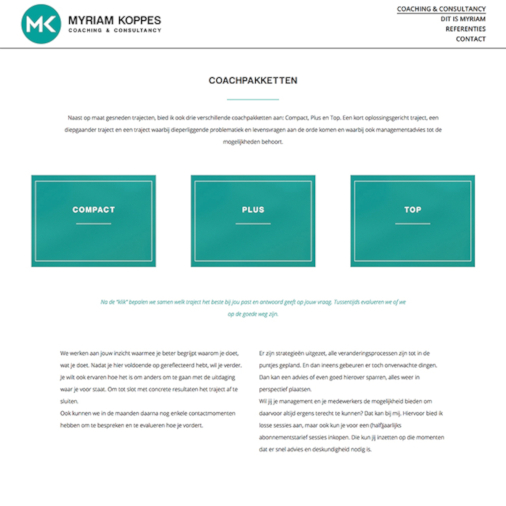 MK
MYRIAM KOPPES
COACHING & CONSULTANCY
COACHING & CONSULTANCY
DIT IS MYRIAM
REFERENTIES
CONTACT
COACHPAKKETTEN
Naast op maat gesneden trajecten, bied ik ook drie verschillende coachpakketten aan: Compact, Plus en Top. Een kort oplossingsgericht traject, een
diepgaander traject en een traject waarbij dieperliggende problematiek en levensvragen aan de orde komen en waarbij ook managementadvies tot de
mogelijkheden behoort.
COMPACT
PLUS
TOP
Na de "klik" bepalen we samen welk traject het beste bij jou past en antwoord geeft op jouw vraag. Tussentijds evalueren we of we
op de goede weg zijn.
We werken aan jouw inzicht waarmee je beter begrijpt waarom je doet,
wat je doet. Nadat je hier voldoende op gereflecteerd hebt, wil je verder.
Je wilt ook ervaren hoe het is om anders om te gaan met de uitdaging
waar je voor staat. Om tot slot met concrete resultaten het traject af te
sluiten.
Ook kunnen we in de maanden daarna nog enkele contactmomenten
hebben om te bespreken en te evalueren hoe je vordert.
Er zijn strategieën uitgezet, alle veranderingsprocessen zijn tot in de
puntjes gepland. En dan ineens gebeuren er toch onverwachte dingen.
Dan kan een advies of even goed hierover sparren, alles weer in
perspectief plaatsen.
Wil jij je management en je medewerkers de mogelijkheid bieden om
daarvoor altijd ergens terecht te kunnen? Dat kan bij mij. Hiervoor bied ik
losse sessies aan, maar ook kun je voor een (half)jaarlijks
abonnementstarief sessies inkopen. Die kun jij inzetten op die momenten
dat er snel advies en deskundigheid nodig is.